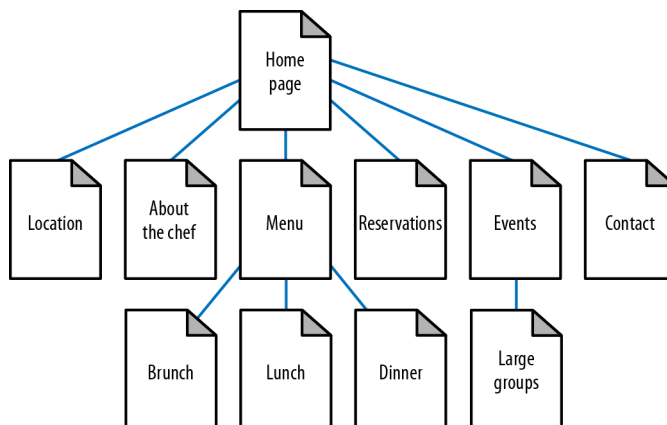 Home
page
Location
About
the chef
Menu
Reservations
Events
Contact
Brunch
Lunch
Dinner
Large
groups